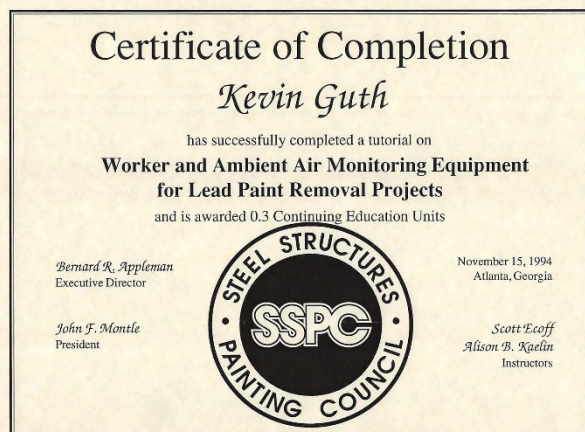 Certificate of Completion
Kevin Guth
has successfully completed a tutorial on
Worker and Ambient Air Monitoring Equipment
for Lead Paint Removal Projects
and is awarded 0.3 Continuing Education Units
Bernard R. Appleman
Executive Director
John F. Montle
President
STEEL STRUCTURES
SSPC
PAINTING COUNCIL
November 15, 1994
Atlanta, Georgia
Scott Ecoff
Alison B. Kaelin
Instructors